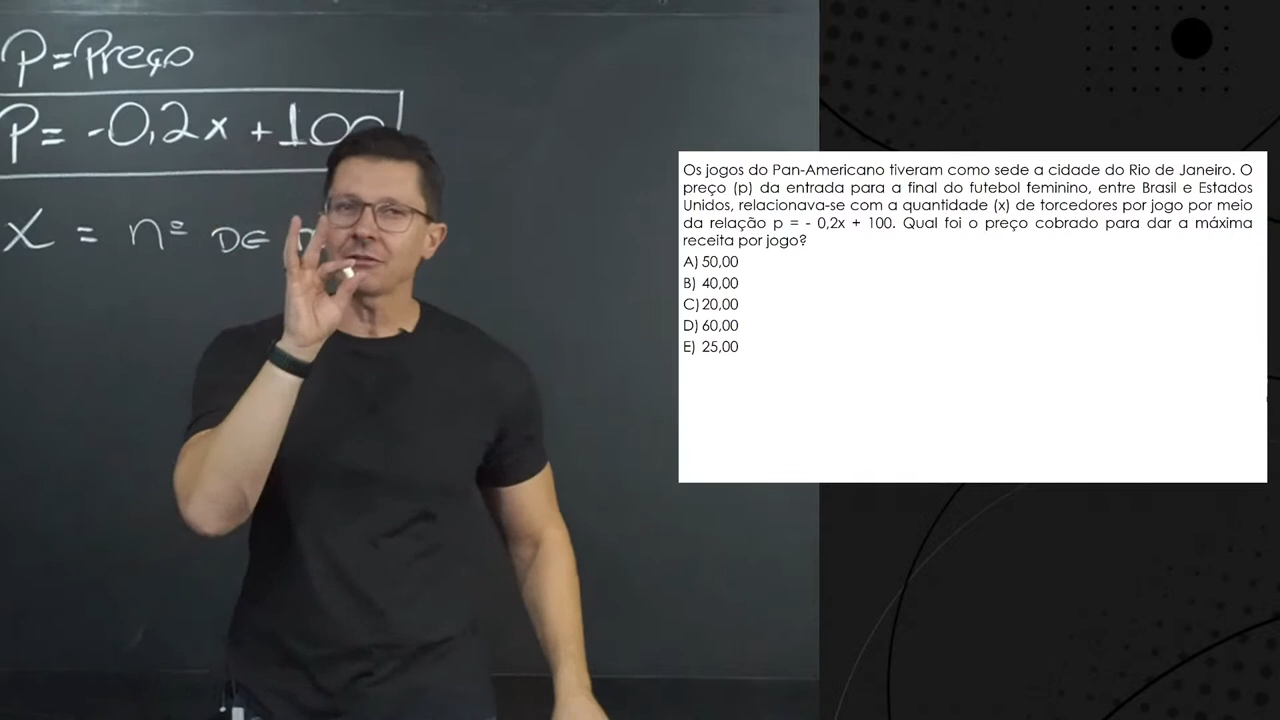 P=Preço
P= -0,2x +100
X = nº DE
Os jogos do Pan-Americano tiveram como sede a cidade do Rio de Janeiro. O
preço (p) da entrada para a final do futebol feminino, entre Brasil e Estados
Unidos, relacionava-se com a quantidade (x) de torcedores por jogo por meio
da relação p = - 0,2x + 100. Qual foi o preço cobrado para dar a máxima
receita por jogo?
A) 50,00
B) 40,00
C) 20,00
D) 60,00
E) 25,00